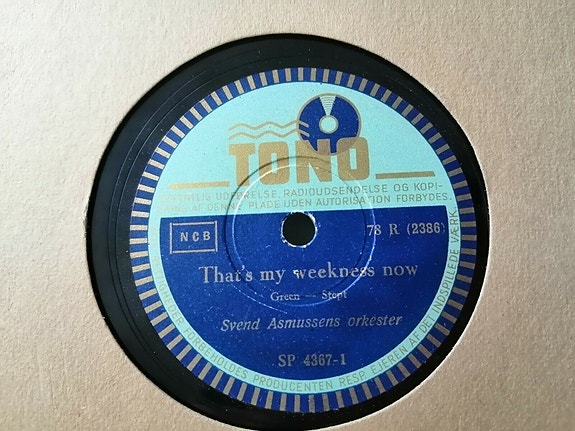 TONO
OFFENTLIG UDFØRELSE, RADIOUDSENDELSE OG KOPI-
ERING AF DENNE PLADE UDEN AUTORISATION FORBYDES.
NCB
78 R (2386)
That's my weekness now
Green — Stept
Svend Asmussens orkester
SP 4367-1
FORBEHOLDES PRODUCENTEN RESP. EJEREN AF DET INDSPILLEDE VÆRK